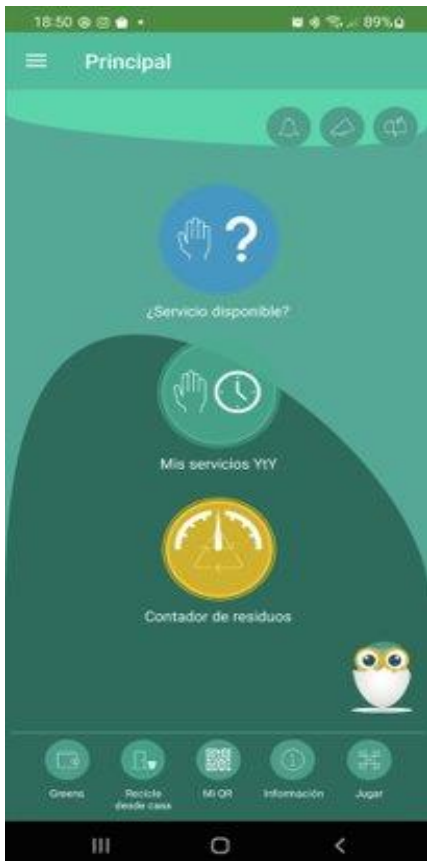 18:50
89%
Principal
¿Servicio disponible?
Mis servicios YtY
Contador de residuos
Greens
Recicle
desde casa
Mi QR
Información
Jugar